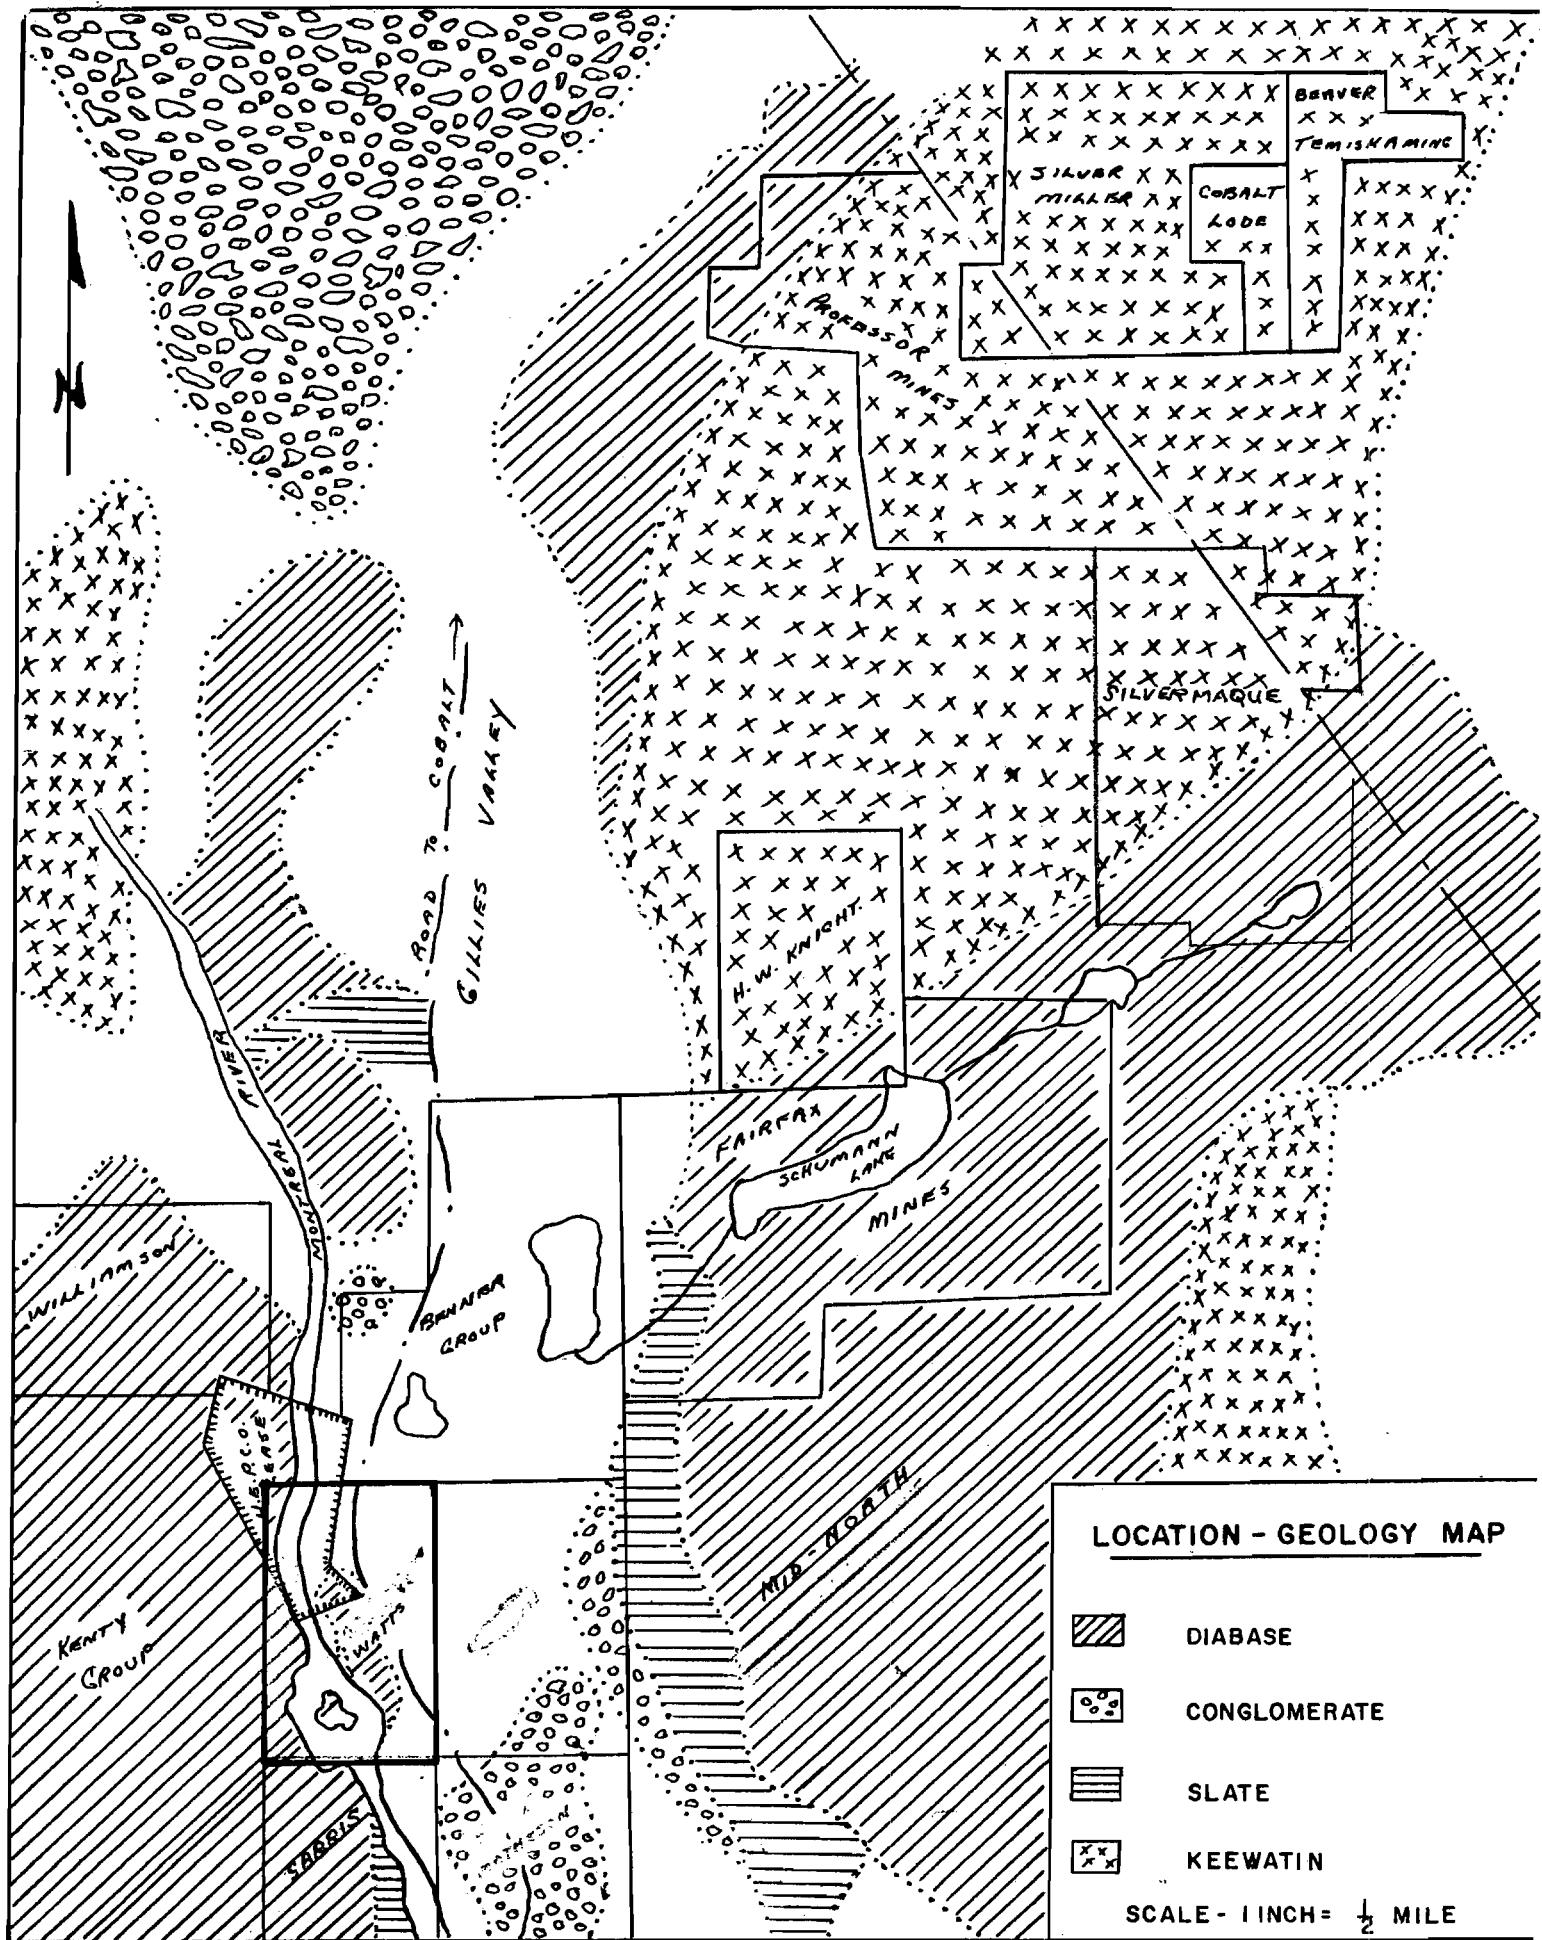 BEAVER
TEMISKAMING
SILVER
MILLER
COBALT
LODE
PROFESSOR
MINES
N
SILVERMAQUE
ROAD TO COBALT
GILLIES VALLEY
H.W. KNIGHT.
MONTREAL RIVER
FAIRFAX
MINES
SCHUMANN
LAKE
WILLIAMSON
BENNER
GROUP
H.E.P.C.O.
LEASE
MID-NORTH
KENTY
GROUP
WATTS
SARRIS
LOCATION - GEOLOGY MAP
DIABASE
CONGLOMERATE
SLATE
KEEWATIN
SCALE - 1 INCH = 1/2 MILE